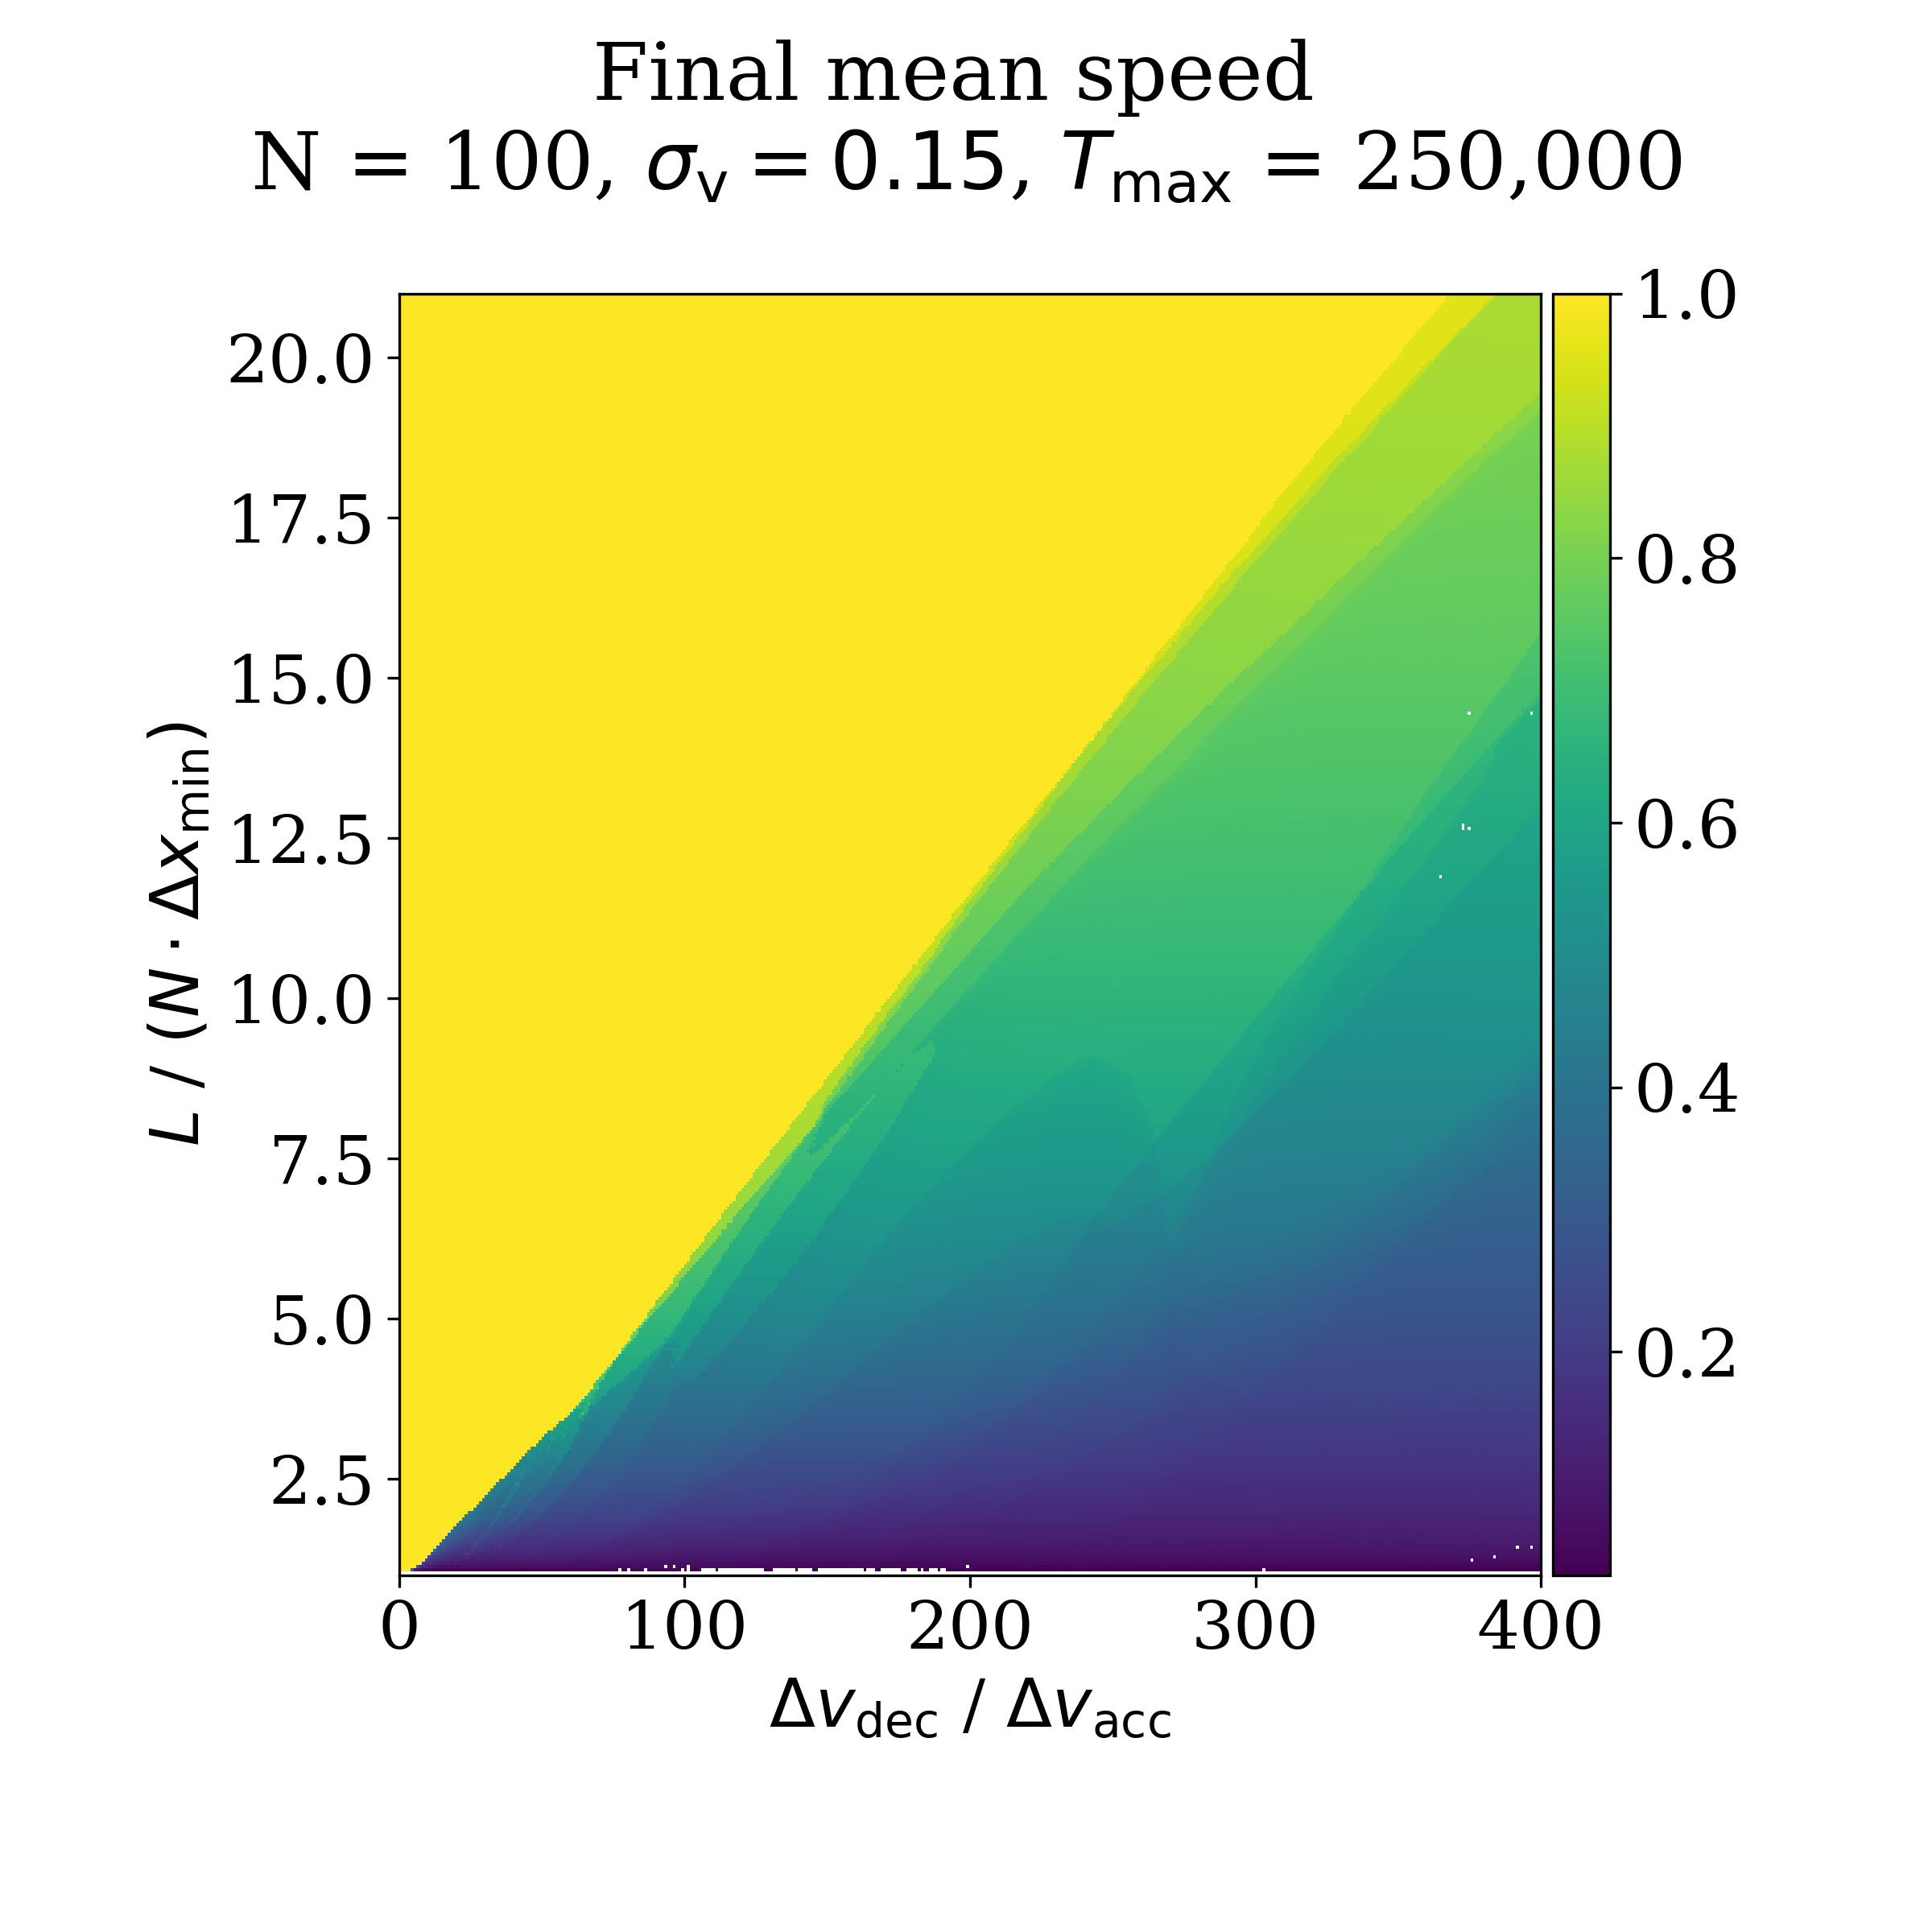 Final mean speed
N = 100, σv = 0.15, Tmax = 250,000
L / (N · Δxmin)
20.0
17.5
15.0
12.5
10.0
7.5
5.0
2.5
0 100 200 300 400
Δvdec / Δvacc
1.0
0.8
0.6
0.4
0.2